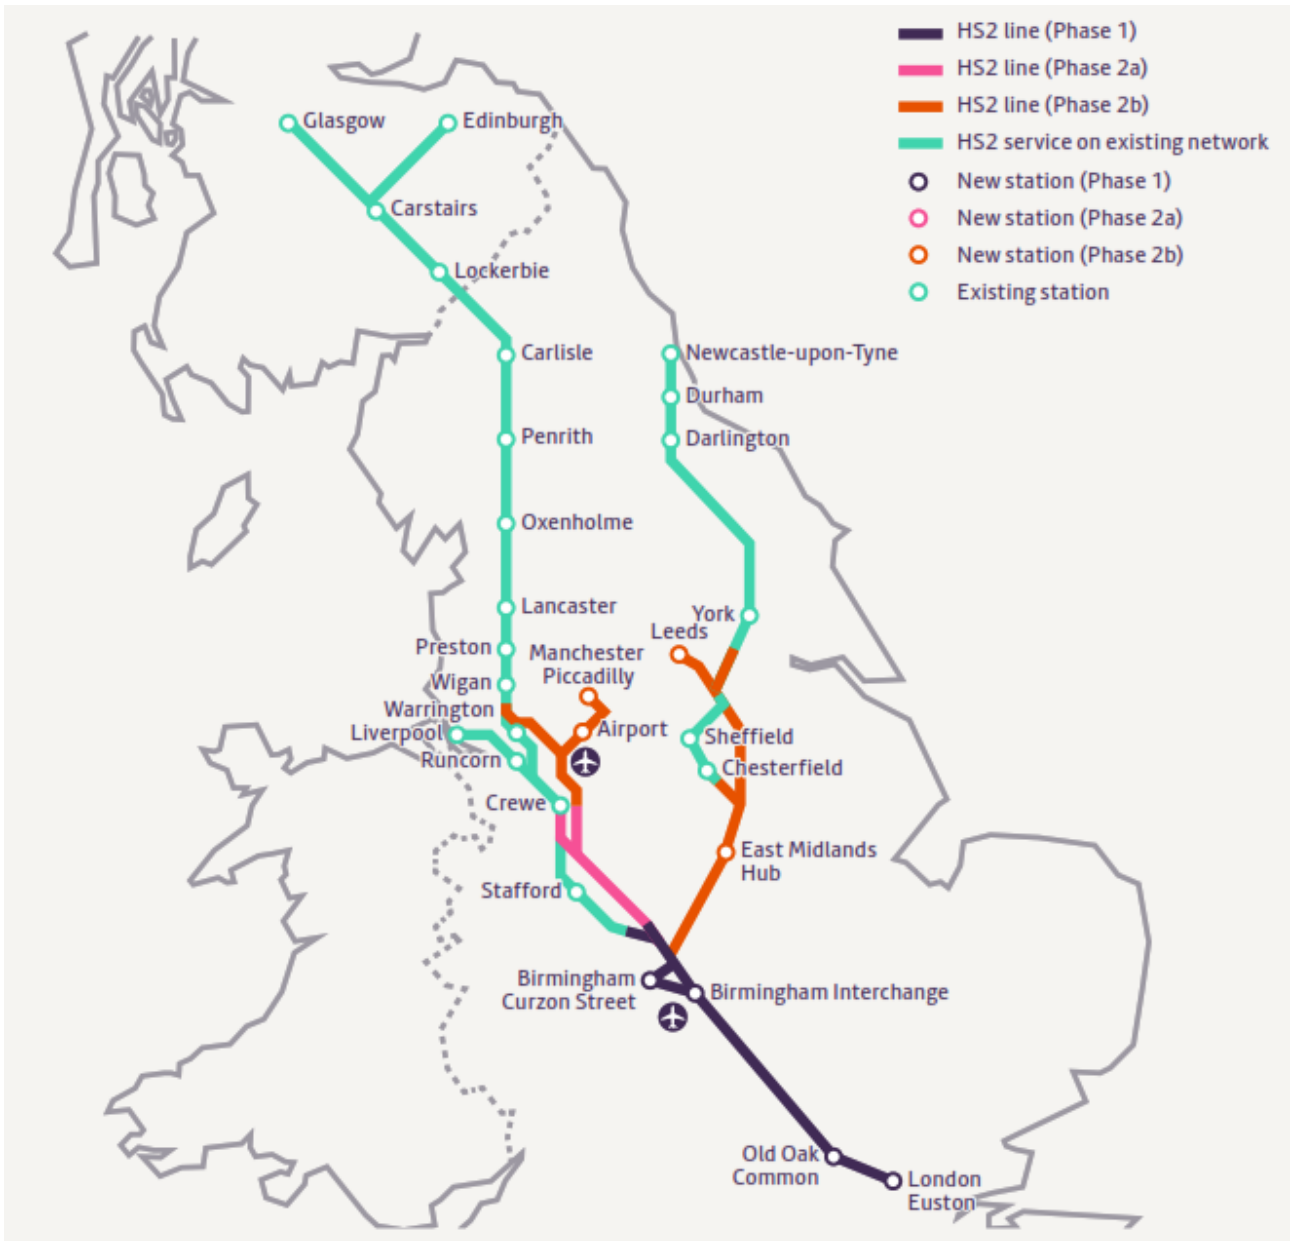 HS2 line (Phase 1)
HS2 line (Phase 2a)
HS2 line (Phase 2b)
HS2 service on existing network
New station (Phase 1)
New station (Phase 2a)
New station (Phase 2b)
Existing station
Glasgow
Edinburgh
Carstairs
Lockerbie
Carlisle
Newcastle-upon-Tyne
Durham
Penrith
Darlington
Oxenholme
Lancaster
York
Leeds
Preston
Manchester
Piccadilly
Wigan
Warrington
Airport
Liverpool
Sheffield
Runcorn
Chesterfield
Crewe
East Midlands
Hub
Stafford
Birmingham
Curzon Street
Birmingham Interchange
Old Oak
Common
London
Euston